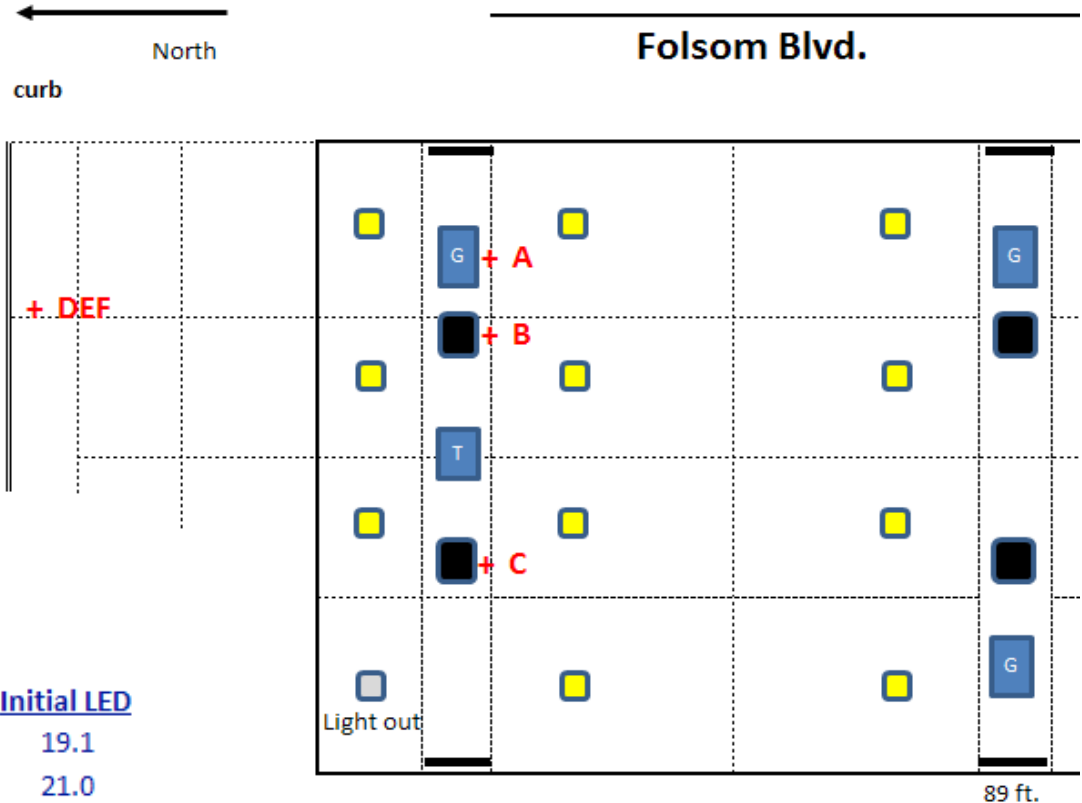 North
Folsom Blvd.
curb
G
G
+ A
+ DEF
+ B
T
+ C
G
Initial LED
Light out
19.1
21.0
89 ft.